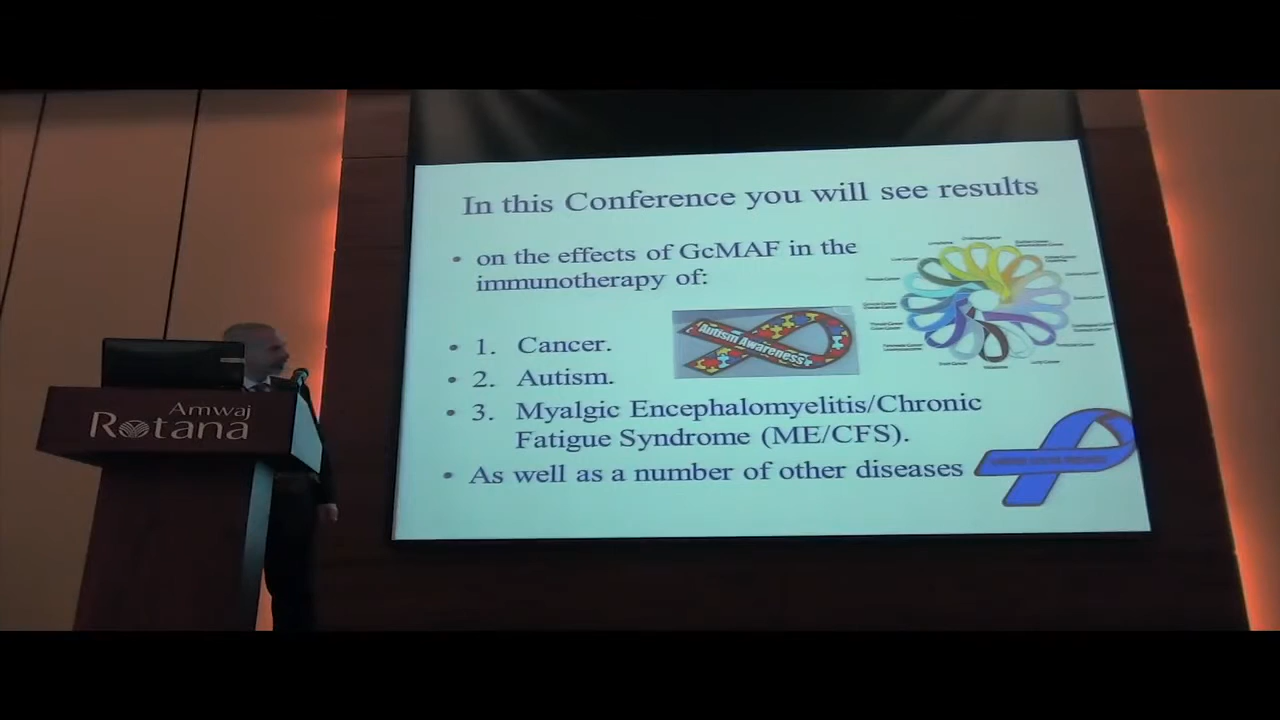 In this Conference you will see results
• on the effects of GcMAF in the
immunotherapy of:
Autism Awareness
• 1. Cancer.
• 2. Autism.
• 3. Myalgic Encephalomyelitis/Chronic
Fatigue Syndrome (ME/CFS).
• As well as a number of other diseases
Amwaj
Rotana